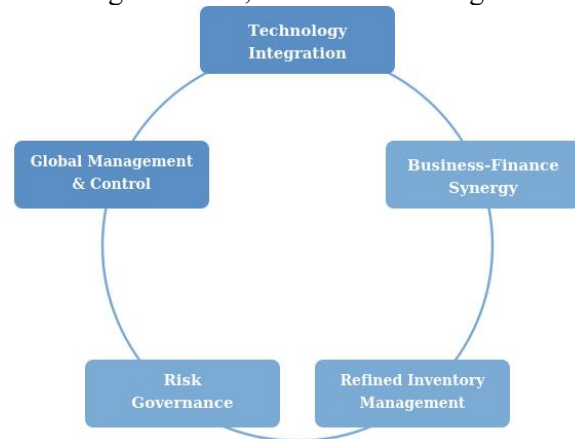 Technology
Integration
Global Management
& Control
Business-Finance
Synergy
Risk
Governance
Refined Inventory
Management